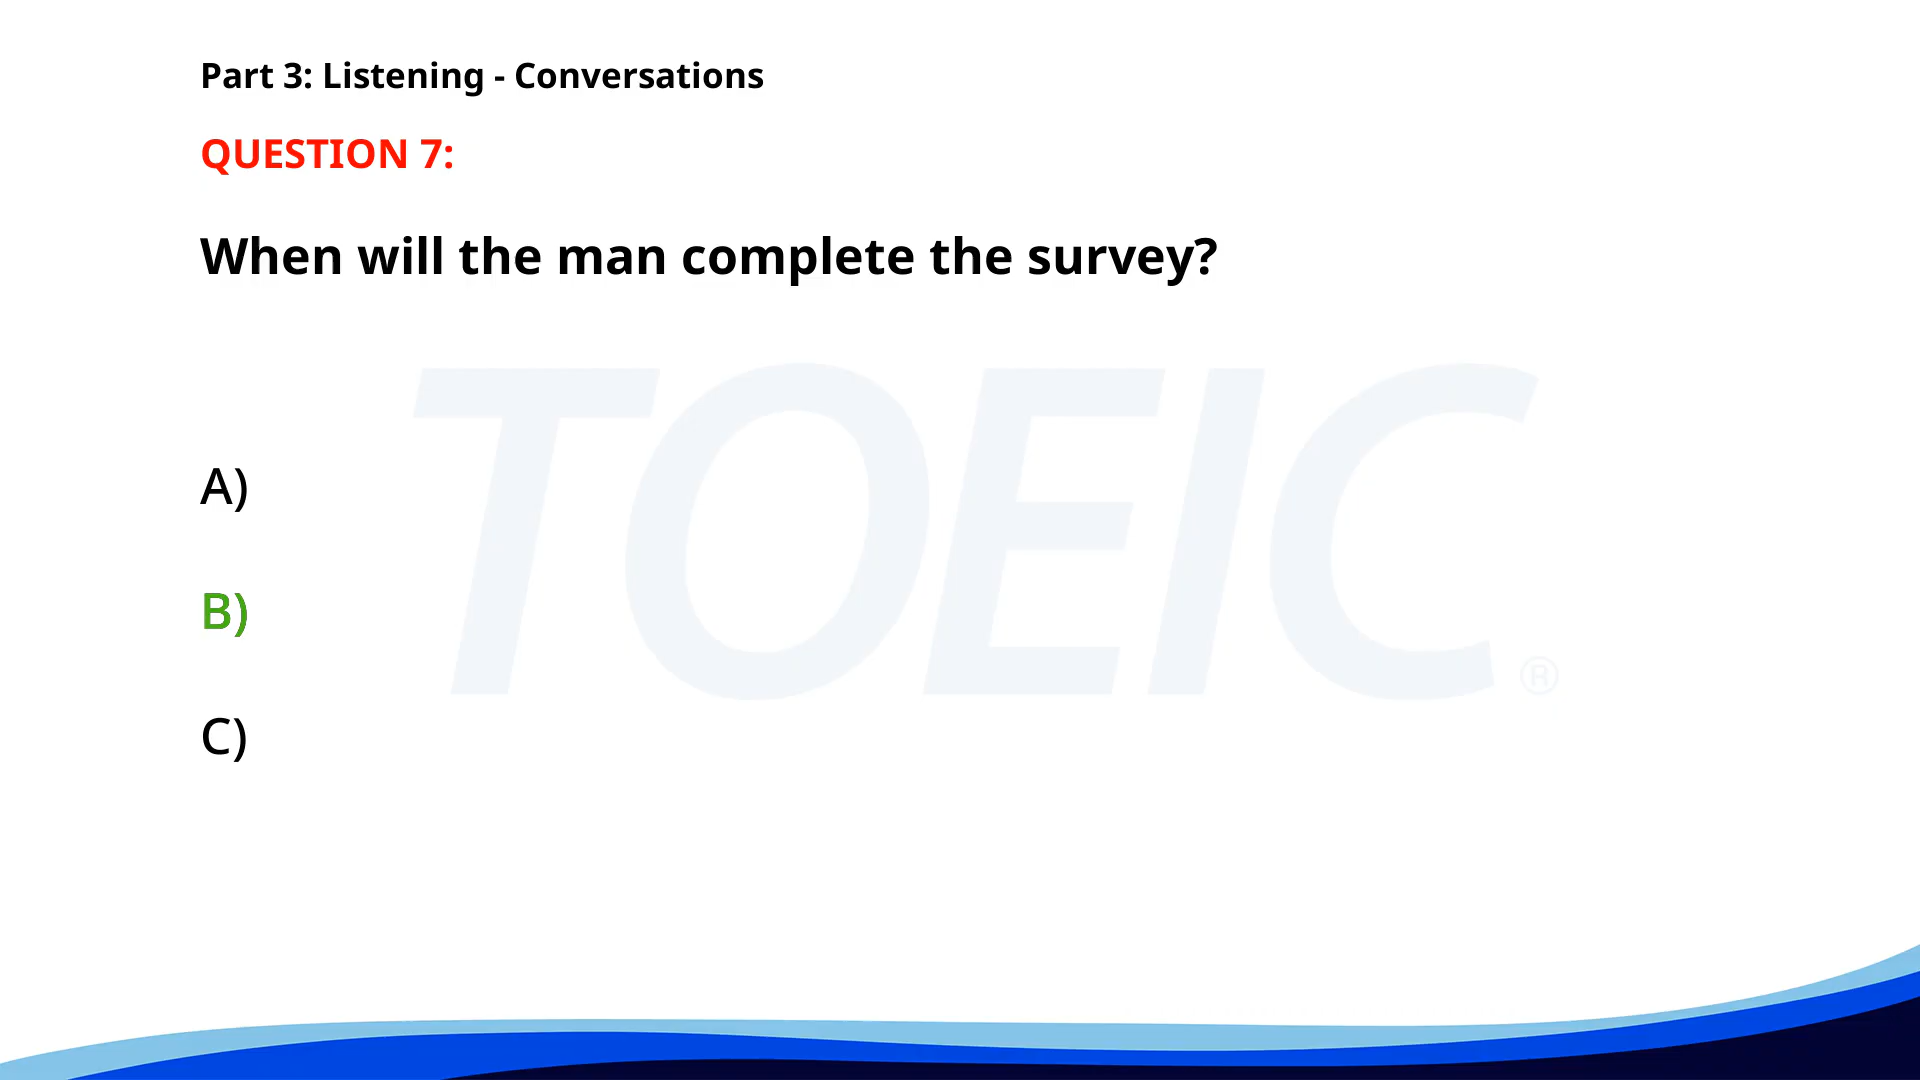 Part 3: Listening - Conversations
QUESTION 7:
When will the man complete the survey?
TOEIC®
A)
B)
C)